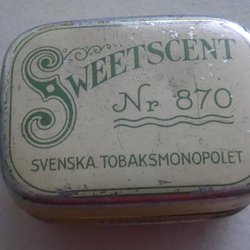 SWEETSCENT
Nr 870
SVENSKA TOBAKSMONOPOLET